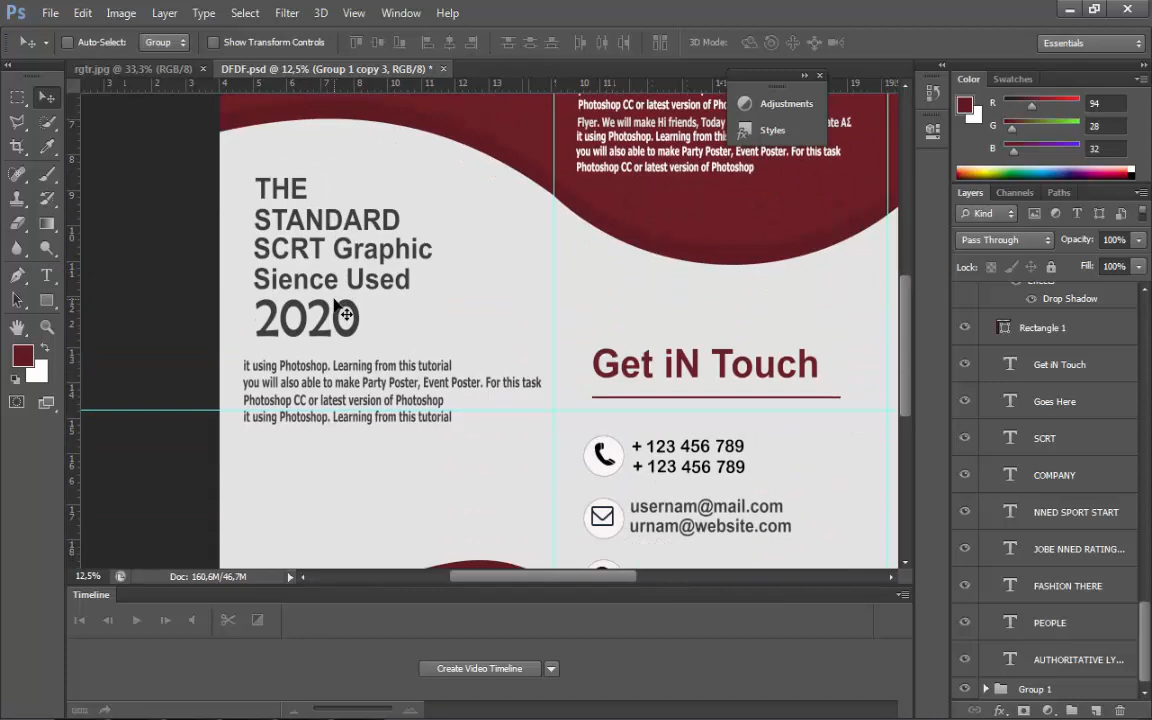 Ps File Edit Image Layer Type Select Filter 3D View Window Help
Auto-Select: Group Show Transform Controls 3D Mode: Essentials
rgtr.jpg @ 33,3% (RGB/8) × DFDF.psd @ 12,5% (Group 1 copy 3, RGB/8) * ×
Color Swatches
R 94
G 28
B 32
Adjustments
Styles
Photoshop CC or latest version of
Flyer. We will make Hi friends, Today
it using Photoshop. Learning from this
you will also able to make Party Poster, Event Poster. For this task
Photoshop CC or latest version of Photoshop
THE
STANDARD
SCRT Graphic
Sience Used
2020
it using Photoshop. Learning from this tutorial
you will also able to make Party Poster, Event Poster. For this task
Photoshop CC or latest version of Photoshop
it using Photoshop. Learning from this tutorial
Get iN Touch
+ 123 456 789
+ 123 456 789
usernam@mail.com
urnam@website.com
Layers Channels Paths
Kind
Pass Through Opacity: 100%
Lock: Fill: 100%
Drop Shadow
Rectangle 1
Get iN Touch
Goes Here
SCRT
COMPANY
NNED SPORT START
JOBE NNED RATING...
FASHION THERE
PEOPLE
AUTHORITATIVE LY...
Group 1
12,5% Doc: 160,6M/46,7M
Timeline
Create Video Timeline